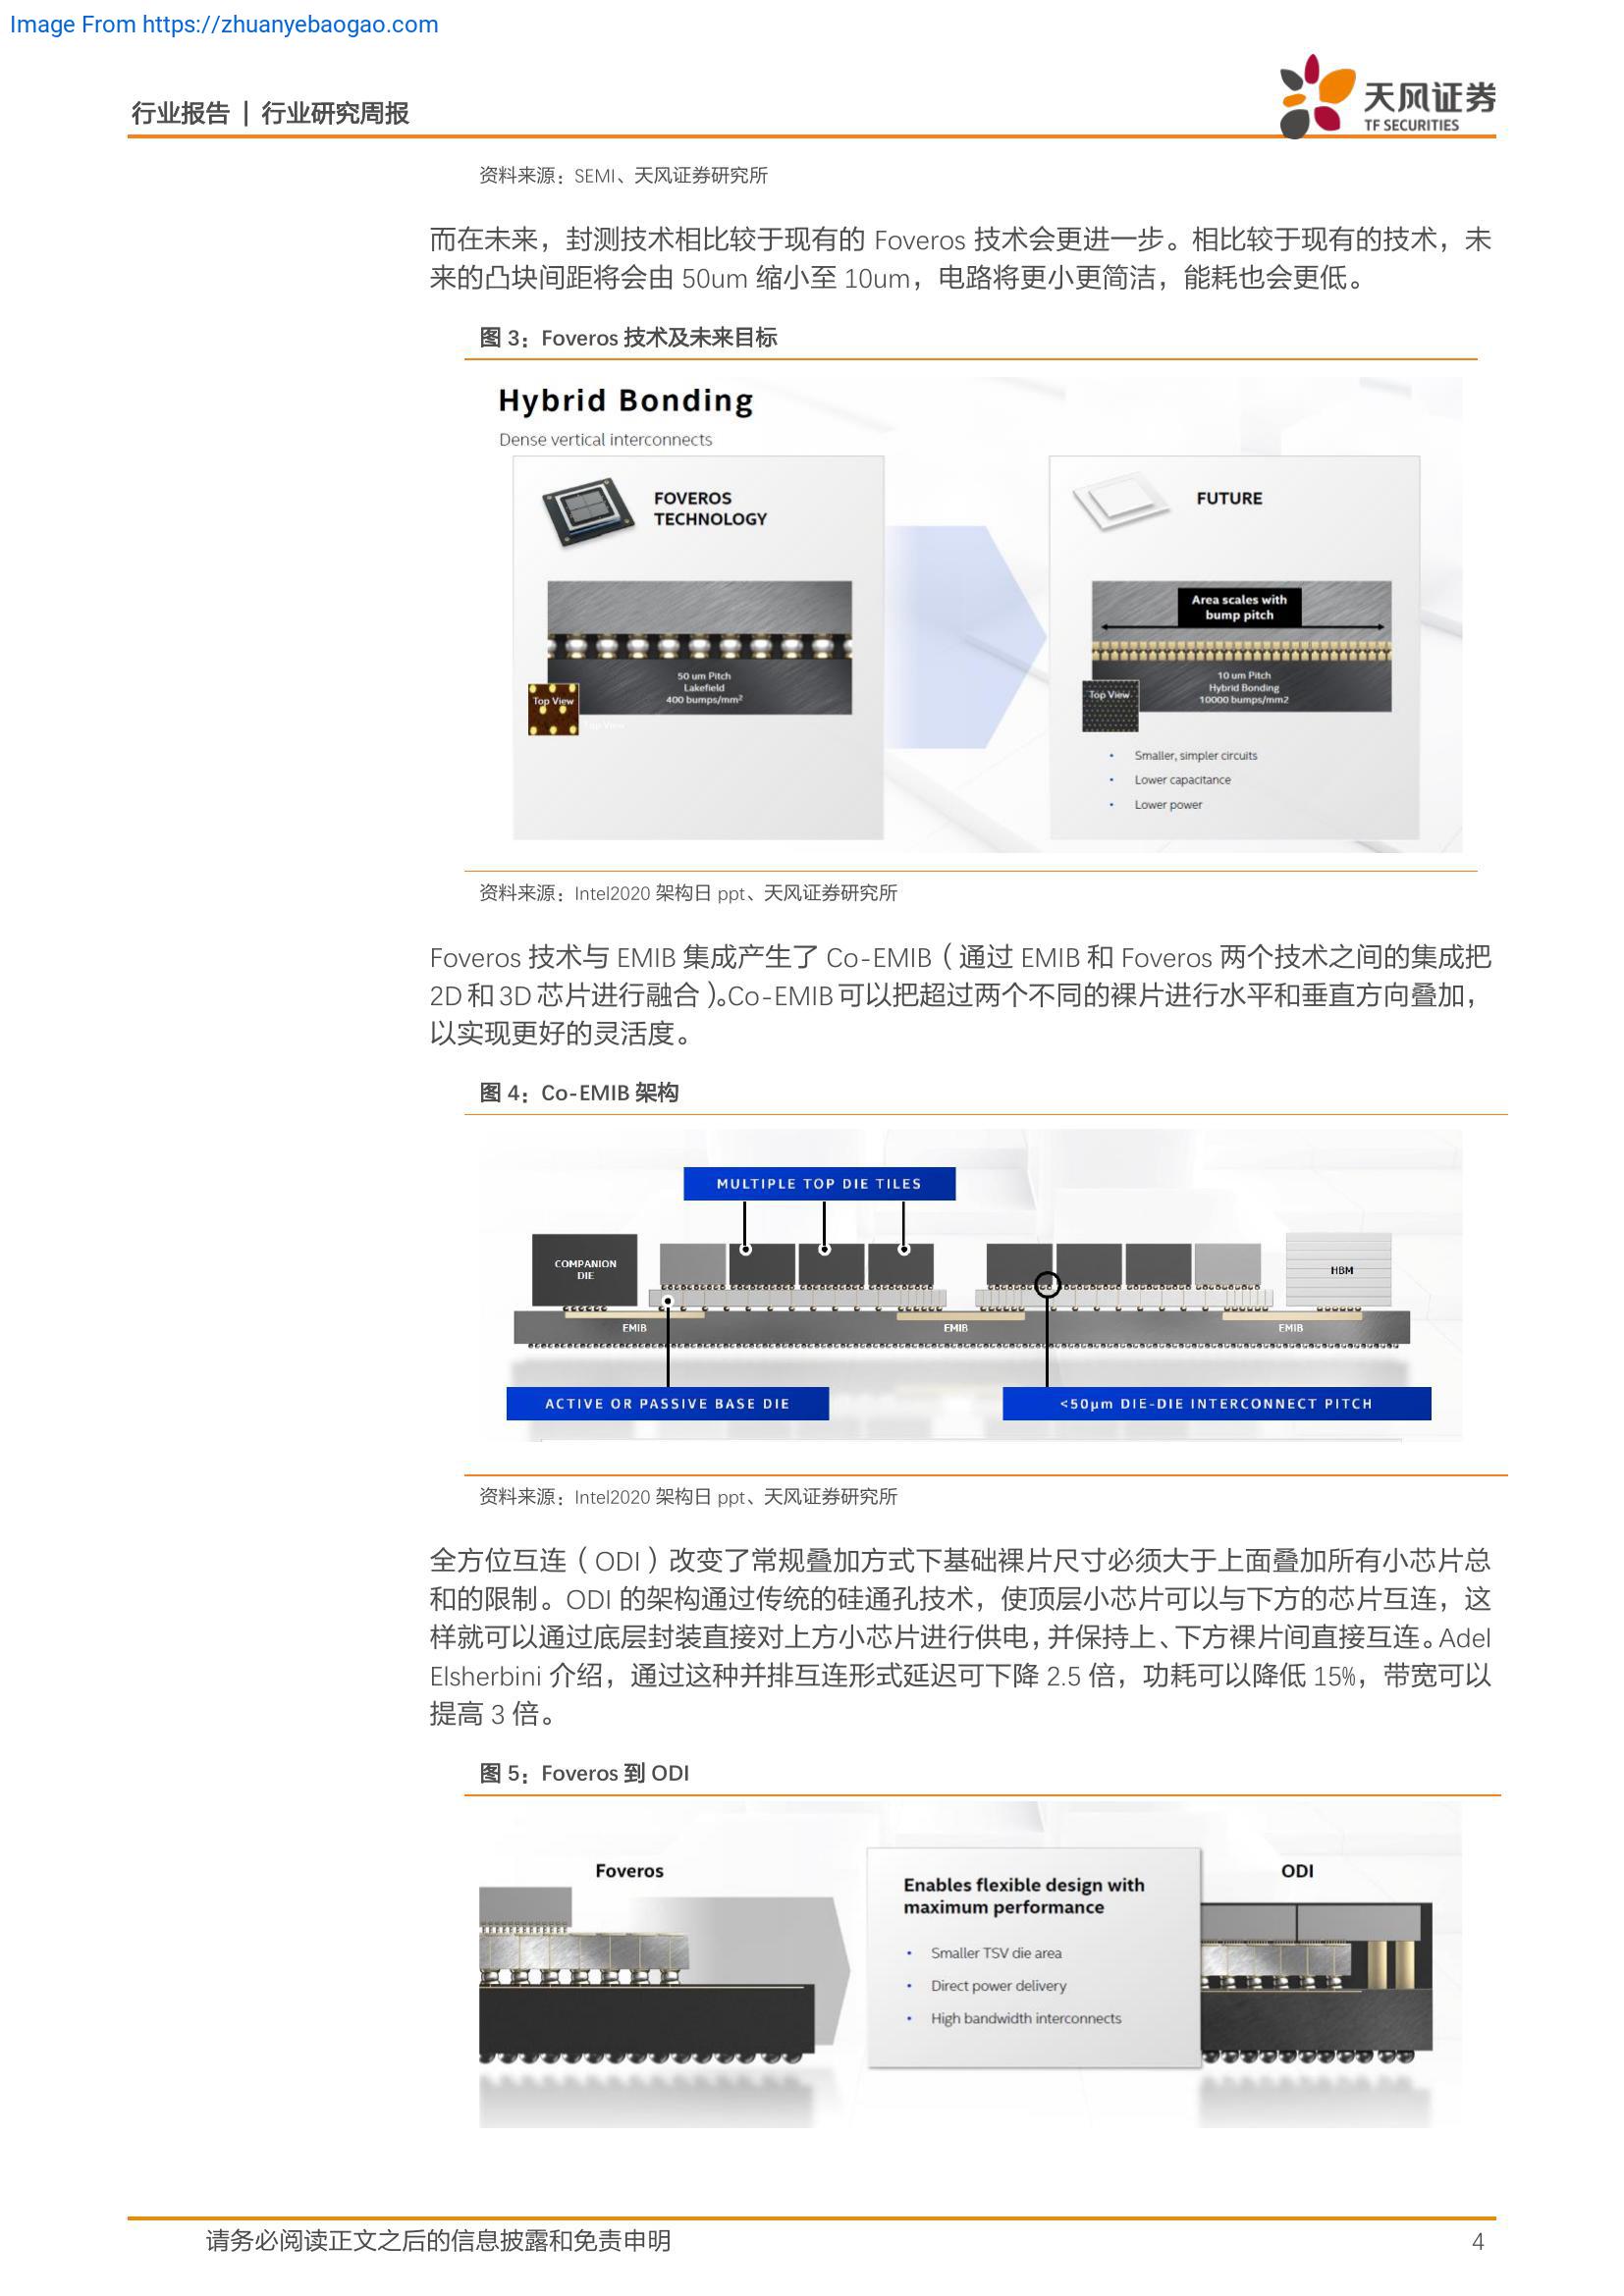 Image From https://zhuanyebaogao.com
行业报告 | 行业研究周报
天风证券
TF SECURITIES
资料来源：SEMI、天风证券研究所
而在未来，封测技术相比较于现有的 Foveros 技术会更进一步。相比较于现有的技术，未
来的凸块间距将会由 50um 缩小至 10um，电路将更小更简洁，能耗也会更低。
图 3：Foveros 技术及未来目标
Hybrid Bonding
Dense vertical interconnects
FOVEROS
TECHNOLOGY
50 um Pitch
Lakefield
400 bumps/mm²
Top View
FUTURE
Area scales with
bump pitch
10 um Pitch
Hybrid Bonding
10000 bumps/mm2
Top View
• Smaller, simpler circuits
• Lower capacitance
• Lower power
资料来源：Intel2020 架构日 ppt、天风证券研究所
Foveros 技术与 EMIB 集成产生了 Co-EMIB（通过 EMIB 和 Foveros 两个技术之间的集成把
2D 和 3D 芯片进行融合）。Co-EMIB 可以把超过两个不同的裸片进行水平和垂直方向叠加，
以实现更好的灵活度。
图 4：Co-EMIB 架构
MULTIPLE TOP DIE TILES
COMPANION
DIE
HBM
EMIB
EMIB
EMIB
ACTIVE OR PASSIVE BASE DIE
<50µm DIE-DIE INTERCONNECT PITCH
资料来源：Intel2020 架构日 ppt、天风证券研究所
全方位互连（ODI）改变了常规叠加方式下基础裸片尺寸必须大于上面叠加所有小芯片总
和的限制。ODI 的架构通过传统的硅通孔技术，使顶层小芯片可以与下方的芯片互连，这
样就可以通过底层封装直接对上方小芯片进行供电，并保持上、下方裸片间直接互连。Adel
Elsherbini 介绍，通过这种并排互连形式延迟可下降 2.5 倍，功耗可以降低 15%，带宽可以
提高 3 倍。
图 5：Foveros 到 ODI
Foveros
Enables flexible design with
maximum performance
• Smaller TSV die area
• Direct power delivery
• High bandwidth interconnects
ODI
请务必阅读正文之后的信息披露和免责申明
4